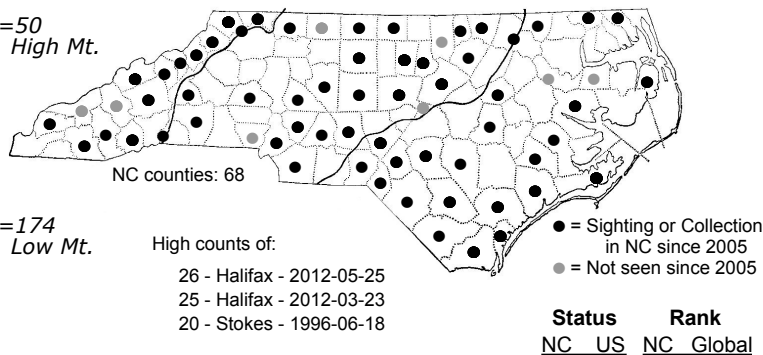 =50
High Mt.
NC counties: 68
=174
Low Mt.
High counts of:
26 - Halifax - 2012-05-25
25 - Halifax - 2012-03-23
20 - Stokes - 1996-06-18
= Sighting or Collection
in NC since 2005
= Not seen since 2005
Status Rank
NC US NC Global